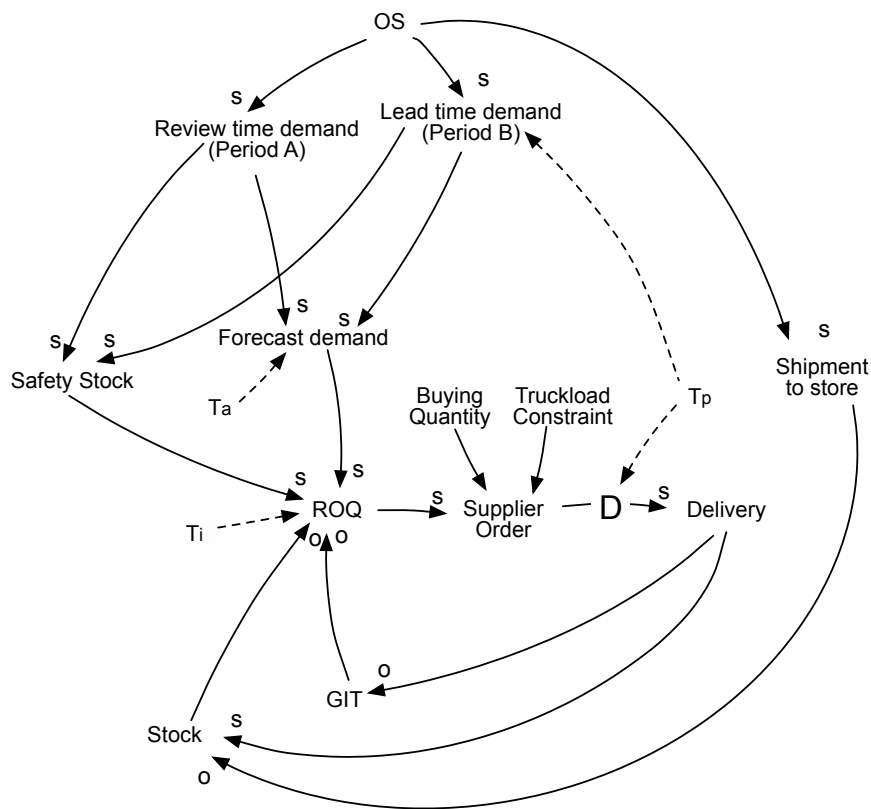 OS
s
s
s
Review time demand
(Period A)
Lead time demand
(Period B)
s
s
s
s
s
Forecast demand
Safety Stock
Shipment
to store
Ta
Buying
Quantity
Truckload
Constraint
Tp
s
s
ROQ
s
Supplier
Order
D
s
Delivery
Ti
o
o
o
GIT
Stock
s
o